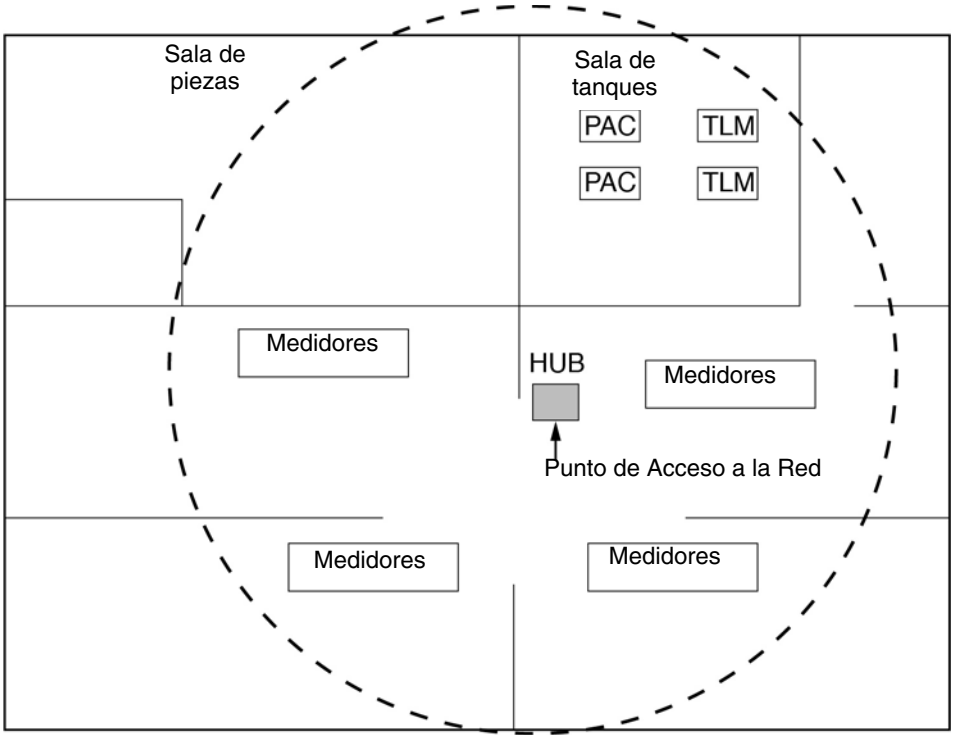 Sala de
piezas
Sala de
tanques
PAC
TLM
PAC
TLM
Medidores
HUB
Medidores
Punto de Acceso a la Red
Medidores
Medidores